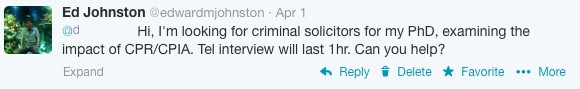 Ed Johnston @edwardmjohnston · Apr 1
@d Hi, I'm looking for criminal solicitors for my PhD, examining the
impact of CPR/CPIA. Tel interview will last 1hr. Can you help?
Expand Reply Delete Favorite More